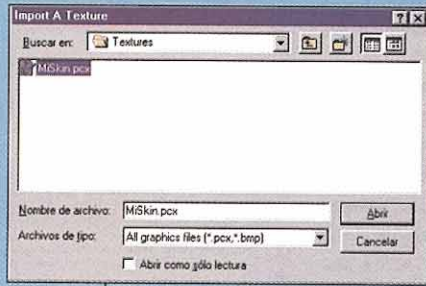 Import A Texture
Buscar en: Textures
MiSkin.pcx
Nombre de archivo: MiSkin.pcx Abrir
Archivos de tipo: All graphics files (*.pcx,*.bmp) Cancelar
Abrir como sólo lectura